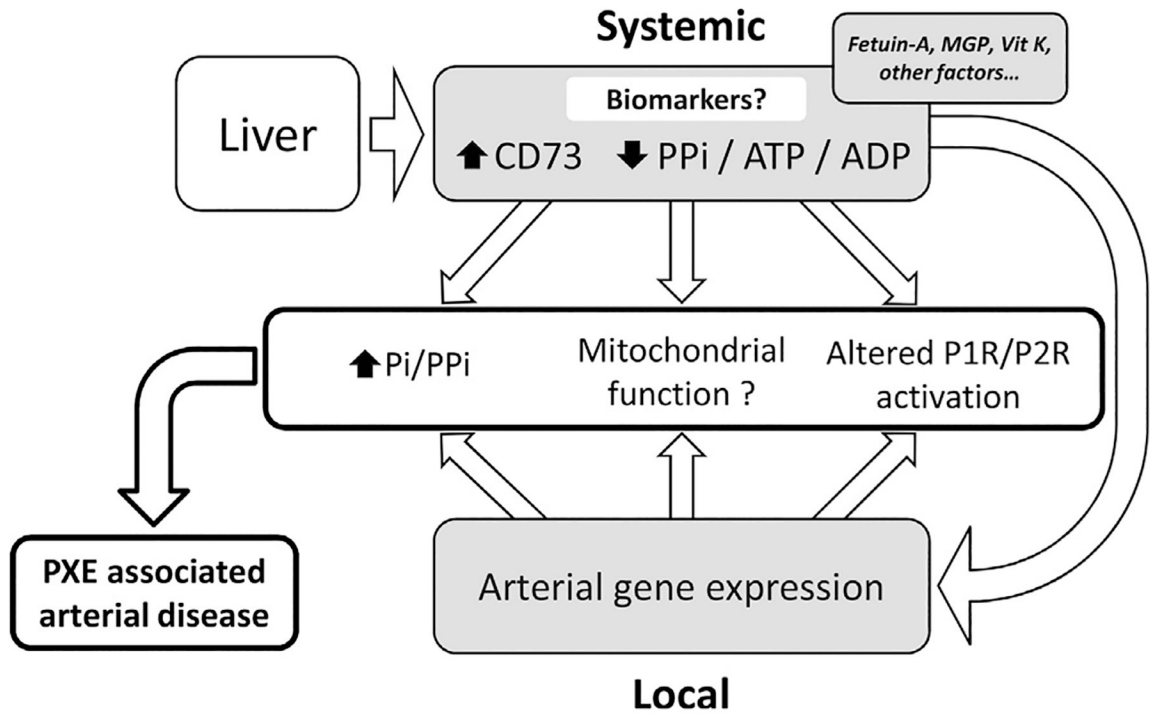 Systemic
Fetuin-A, MGP, Vit K,
other factors...
Biomarkers?
Liver
CD73
PPi / ATP / ADP
Pi/PPi
Mitochondrial
function ?
Altered P1R/P2R
activation
PXE associated
arterial disease
Arterial gene expression
Local